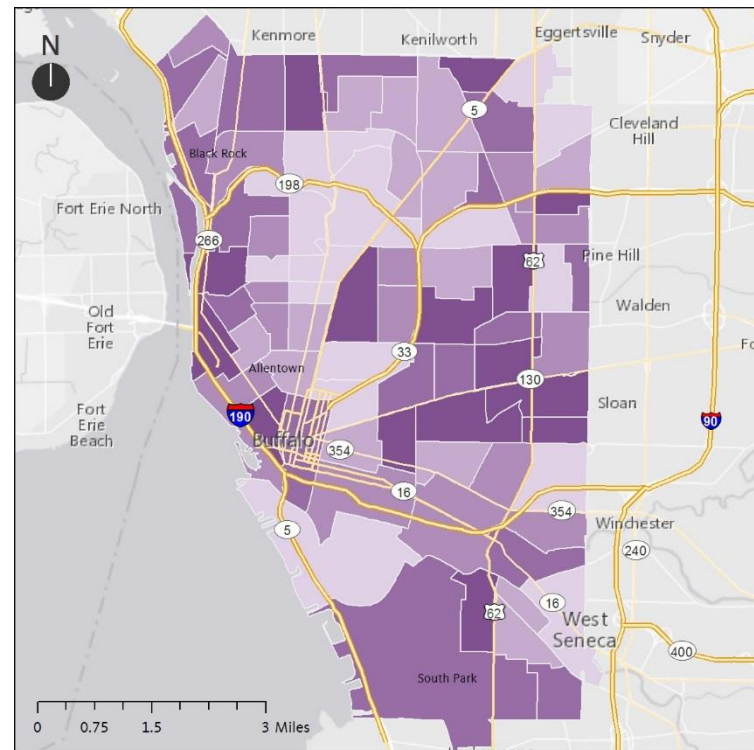 Kenmore
Kenilworth
Eggertsville
Snyder
N
5
Cleveland
Hill
Black Rock
198
Fort Erie North
266
62
Pine Hill
Old
Fort
Erie
Walden
33
Allentown
130
Fort
Erie
Beach
190
Sloan
90
Buffalo
354
16
354
Winchester
5
240
16
62
West
Seneca
400
South Park
0 0.75 1.5 3 Miles